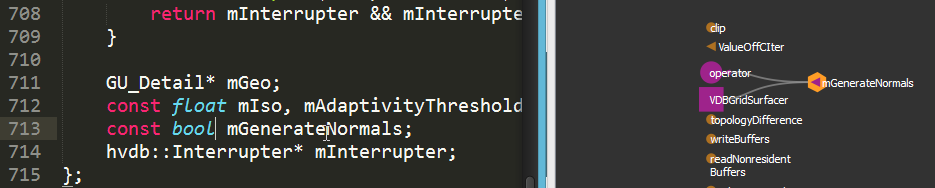 708 return mInterrupter && mInterrupte
709 }
710
711 GU_Detail* mGeo;
712 const float mIso, mAdaptivityThreshold
713 const bool mGenerateNormals;
714 hvdb::Interrupter* mInterrupter;
715 };
clip
ValueOffCIter
operator
mGenerateNormals
VDBGridSurfacer
topologyDifference
writeBuffers
readNonresident
Buffers